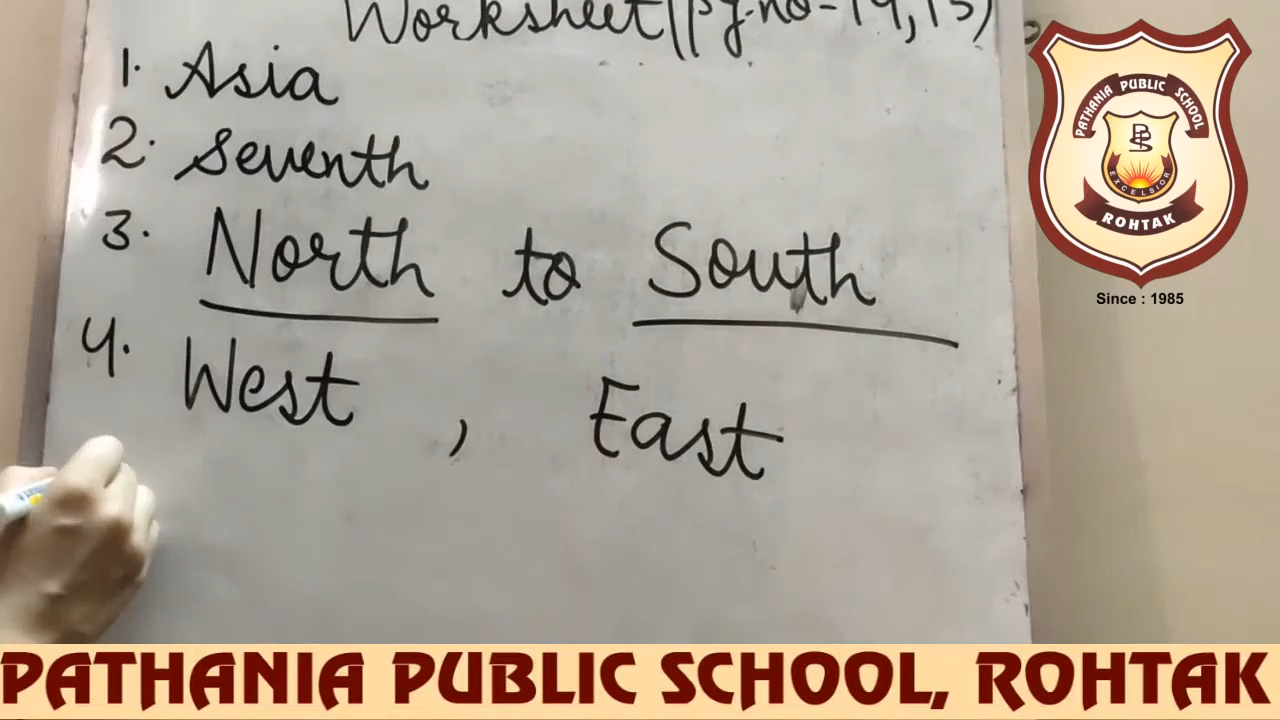 Worksheet (pg.no-14,15)
1. Asia
2. Seventh
3. North to South
4. West , East
PATHANIA PUBLIC SCHOOL
PBS
EXCELSIOR
ROHTAK
Since : 1985
PATHANIA PUBLIC SCHOOL, ROHTAK